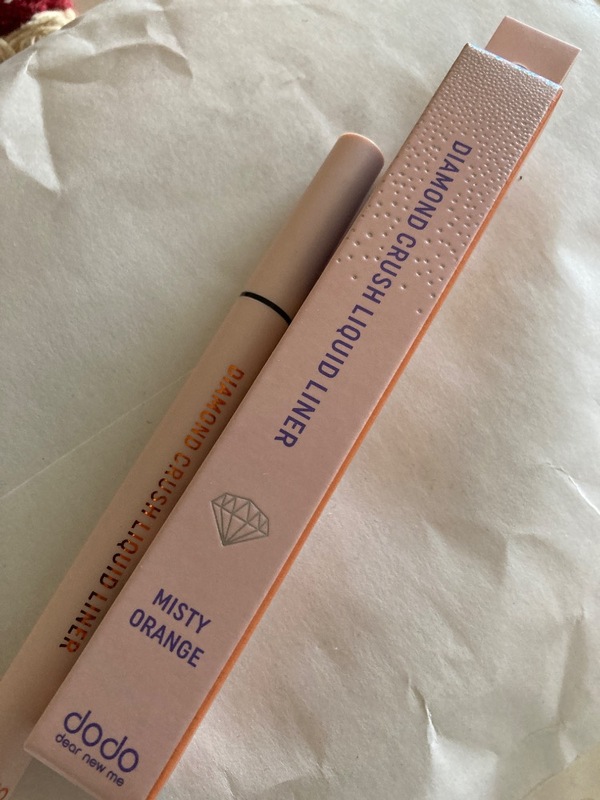 DIAMOND CRUSH LIQUID LINER
MISTY
ORANGE
dodo
dear new me
DIAMOND CRUSH LIQUID LINER